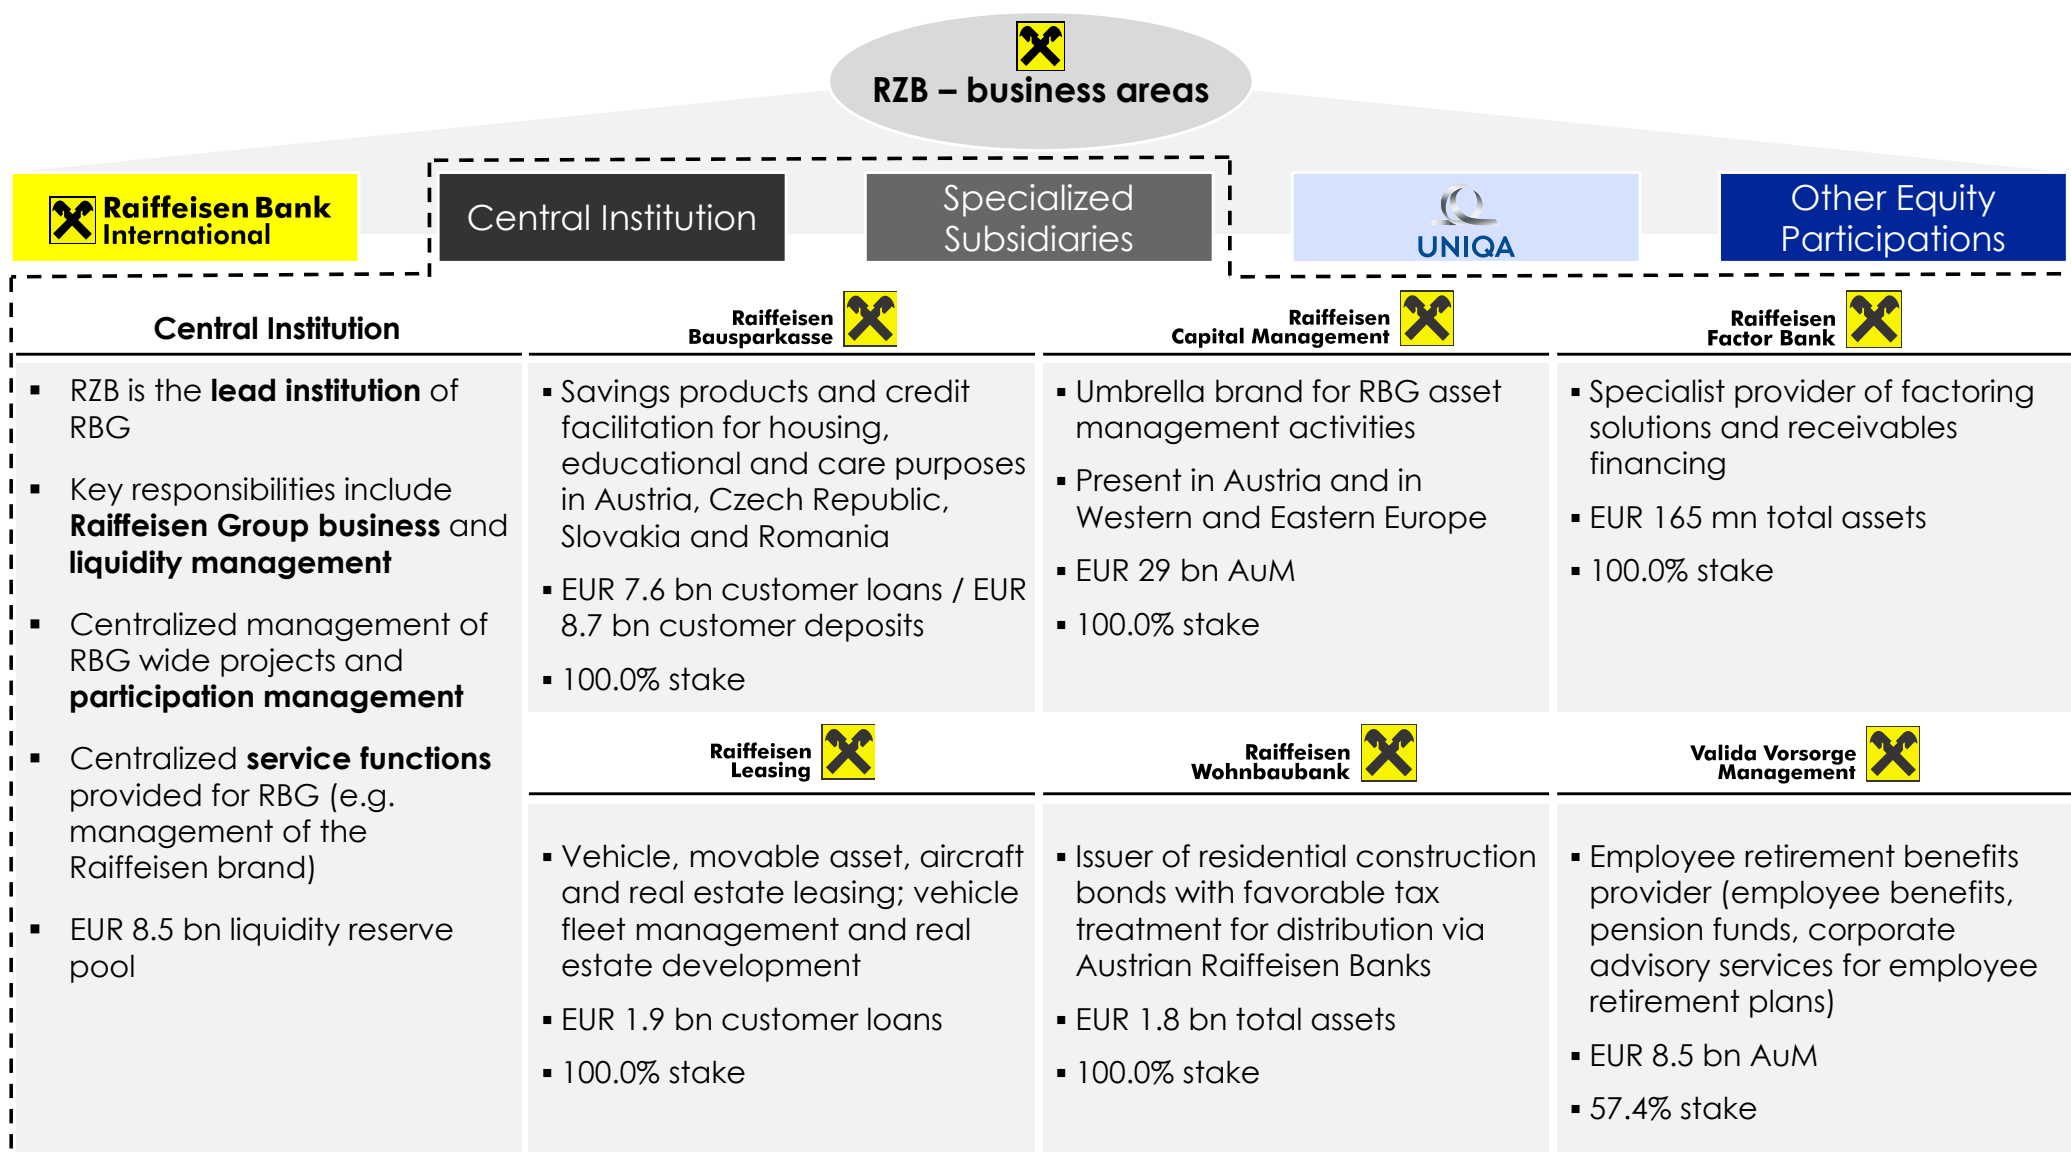 RZB – business areas
Raiffeisen Bank
International
Central Institution
Specialized
Subsidiaries
UNIQA
Other Equity
Participations
Central Institution
▪ RZB is the lead institution of
RBG
▪ Key responsibilities include
Raiffeisen Group business and
liquidity management
▪ Centralized management of
RBG wide projects and
participation management
▪ Centralized service functions
provided for RBG (e.g.
management of the
Raiffeisen brand)
▪ EUR 8.5 bn liquidity reserve
pool
Raiffeisen
Bausparkasse
▪ Savings products and credit
facilitation for housing,
educational and care purposes
in Austria, Czech Republic,
Slovakia and Romania
▪ EUR 7.6 bn customer loans / EUR
8.7 bn customer deposits
▪ 100.0% stake
Raiffeisen
Capital Management
▪ Umbrella brand for RBG asset
management activities
▪ Present in Austria and in
Western and Eastern Europe
▪ EUR 29 bn AuM
▪ 100.0% stake
Raiffeisen
Factor Bank
▪ Specialist provider of factoring
solutions and receivables
financing
▪ EUR 165 mn total assets
▪ 100.0% stake
Raiffeisen
Leasing
▪ Vehicle, movable asset, aircraft
and real estate leasing; vehicle
fleet management and real
estate development
▪ EUR 1.9 bn customer loans
▪ 100.0% stake
Raiffeisen
Wohnbaubank
▪ Issuer of residential construction
bonds with favorable tax
treatment for distribution via
Austrian Raiffeisen Banks
▪ EUR 1.8 bn total assets
▪ 100.0% stake
Valida Vorsorge
Management
▪ Employee retirement benefits
provider (employee benefits,
pension funds, corporate
advisory services for employee
retirement plans)
▪ EUR 8.5 bn AuM
▪ 57.4% stake